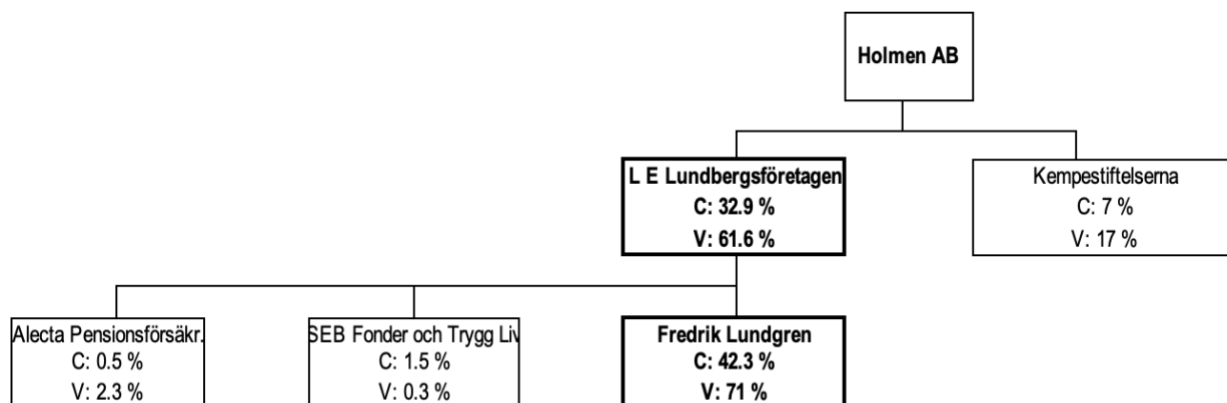 Holmen AB
L E Lundbergsföretagen
C: 32.9 %
V: 61.6 %
Kempestiftelserna
C: 7 %
V: 17 %
Alecta Pensionsförsäkr.
C: 0.5 %
V: 2.3 %
SEB Fonder och Trygg Liv
C: 1.5 %
V: 0.3 %
Fredrik Lundgren
C: 42.3 %
V: 71 %